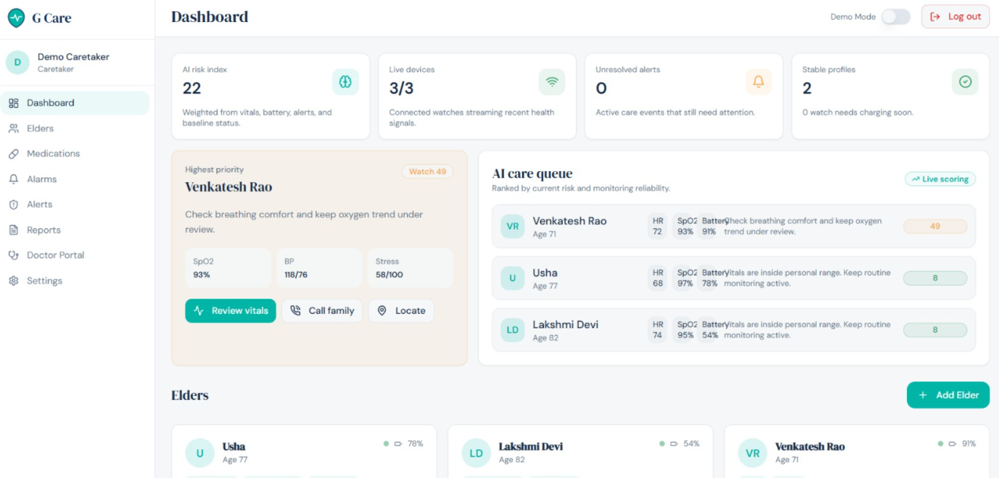 G Care
Dashboard
Demo Mode
Log out
D
Demo Caretaker
Caretaker
Dashboard
Elders
Medications
Alarms
Alerts
Reports
Doctor Portal
Settings
AI risk index
22
Weighted from vitals, battery, alerts, and
baseline status.
Live devices
3/3
Connected watches streaming recent health
signals.
Unresolved alerts
0
Active care events that still need attention.
Stable profiles
2
0 watch needs charging soon.
Highest priority
Watch 49
Venkatesh Rao
Check breathing comfort and keep oxygen trend under
review.
SpO2
93%
BP
118/76
Stress
58/100
Review vitals
Call family
Locate
AI care queue
Ranked by current risk and monitoring reliability.
Live scoring
VR
Venkatesh Rao
Age 71
HR
72
SpO2
93%
Battery
91%
Check breathing comfort and keep oxygen
trend under review.
49
U
Usha
Age 77
HR
68
SpO2
97%
Battery
78%
Vitals are inside personal range. Keep routine
monitoring active.
8
LD
Lakshmi Devi
Age 82
HR
74
SpO2
95%
Battery
54%
Vitals are inside personal range. Keep routine
monitoring active.
8
Elders
+ Add Elder
U
Usha
Age 77
78%
LD
Lakshmi Devi
Age 82
54%
VR
Venkatesh Rao
Age 71
91%